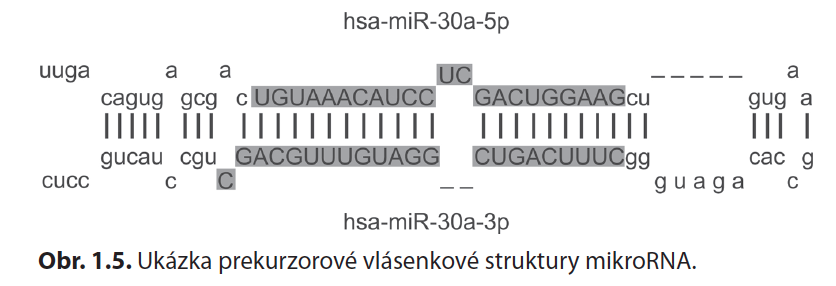 hsa-miR-30a-5p
uuga a a UC _ _ _ _ _ a
cagug gcg c UGUAAACAUCC GACUGGAAG cu gug a
gucau cgu GACGUUUGUAGG CUGACUUUC gg cac g
cucc c C _ _ g u a g a c
hsa-miR-30a-3p
Obr. 1.5. Ukázka prekurzorové vlásenkové struktury mikroRNA.